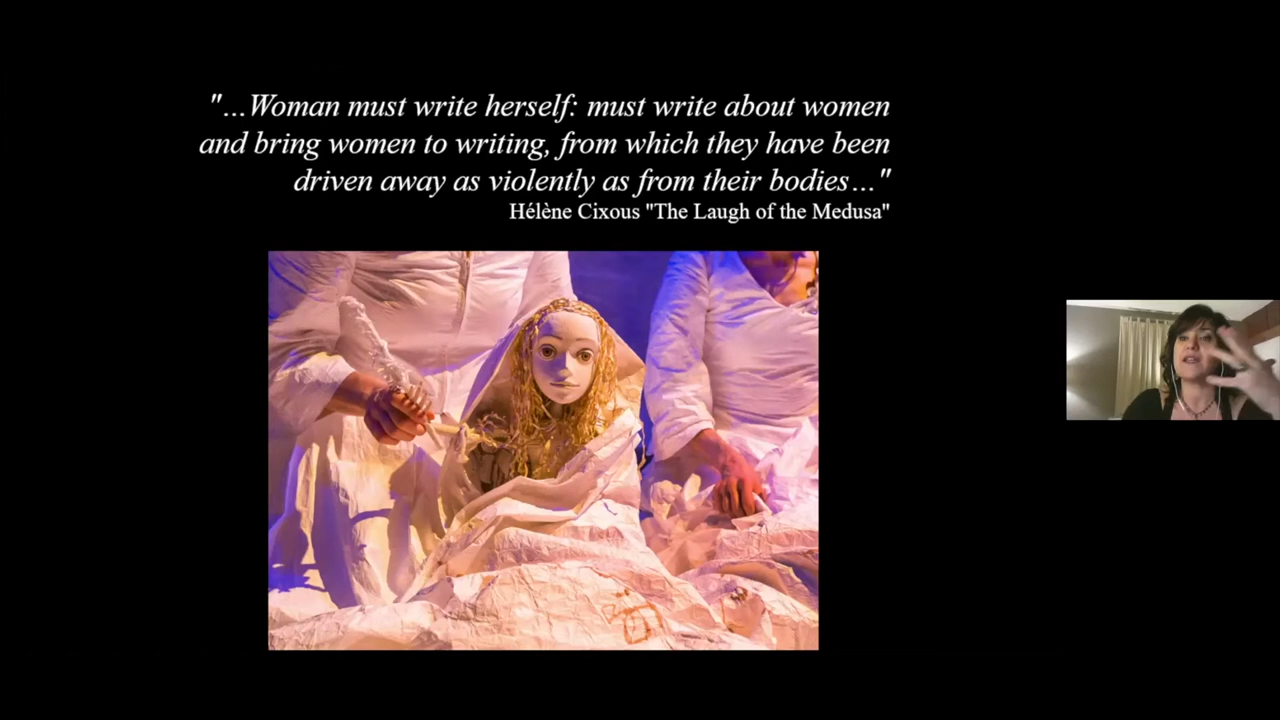 "...Woman must write herself: must write about women
and bring women to writing, from which they have been
driven away as violently as from their bodies..."
Hélène Cixous "The Laugh of the Medusa"